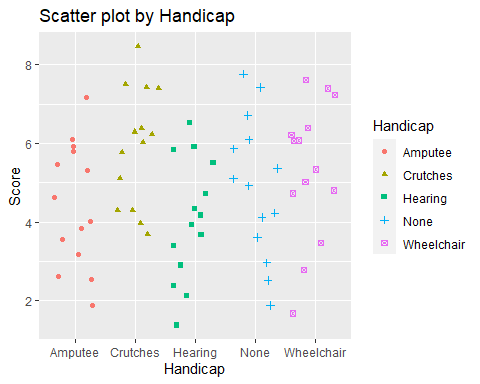 Scatter plot by Handicap
Score
8
6
4
2
Amputee Crutches Hearing None Wheelchair
Handicap
Handicap
Amputee
Crutches
Hearing
None
Wheelchair